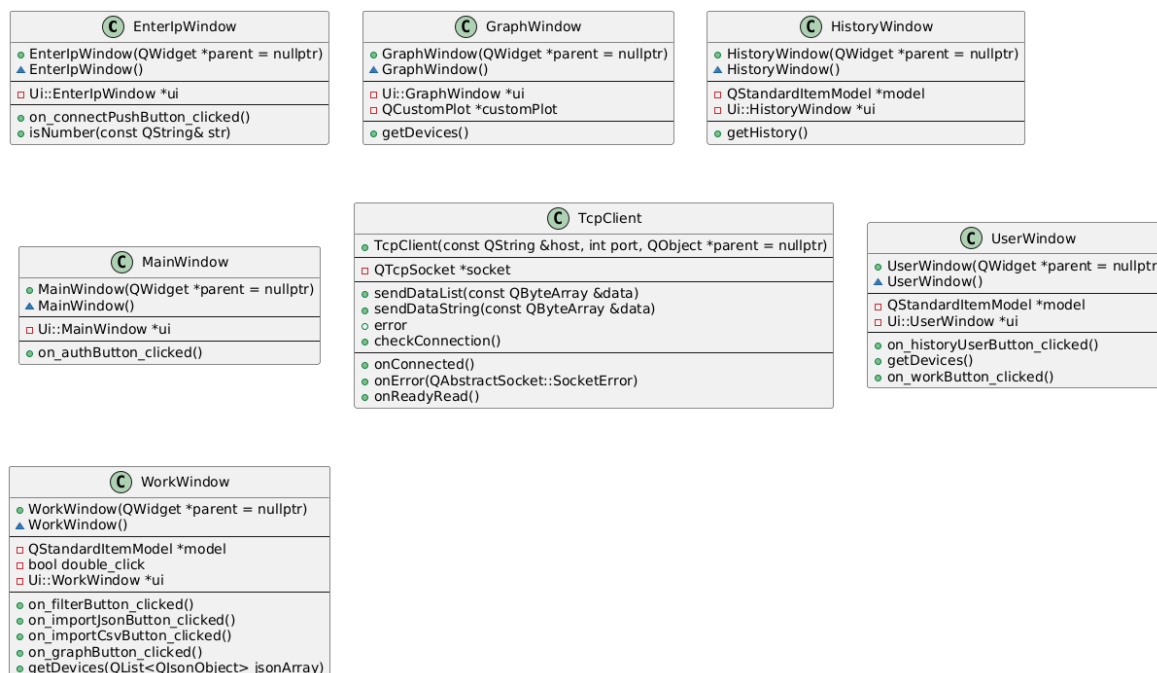 C EnterIpWindow
EnterIpWindow(QWidget *parent = nullptr)
EnterIpWindow()
Ui::EnterIpWindow *ui
on_connectPushButton_clicked()
isNumber(const QString& str)
C GraphWindow
GraphWindow(QWidget *parent = nullptr)
GraphWindow()
Ui::GraphWindow *ui
QCustomPlot *customPlot
getDevices()
C HistoryWindow
HistoryWindow(QWidget *parent = nullptr)
HistoryWindow()
QStandardItemModel *model
Ui::HistoryWindow *ui
getHistory()
C MainWindow
MainWindow(QWidget *parent = nullptr)
MainWindow()
Ui::MainWindow *ui
on_authButton_clicked()
C TcpClient
TcpClient(const QString &host, int port, QObject *parent = nullptr)
QTcpSocket *socket
sendDataList(const QByteArray &data)
sendDataString(const QByteArray &data)
error
checkConnection()
onConnected()
onError(QAbstractSocket::SocketError)
onReadyRead()
C UserWindow
UserWindow(QWidget *parent = nullptr
UserWindow()
QStandardItemModel *model
Ui::UserWindow *ui
on_historyUserButton_clicked()
getDevices()
on_workButton_clicked()
C WorkWindow
WorkWindow(QWidget *parent = nullptr)
WorkWindow()
QStandardItemModel *model
bool double_click
Ui::WorkWindow *ui
on_filterButton_clicked()
on_importJsonButton_clicked()
on_importCsvButton_clicked()
on_graphButton_clicked()
getDevices(QList<QJsonObject> jsonArray)